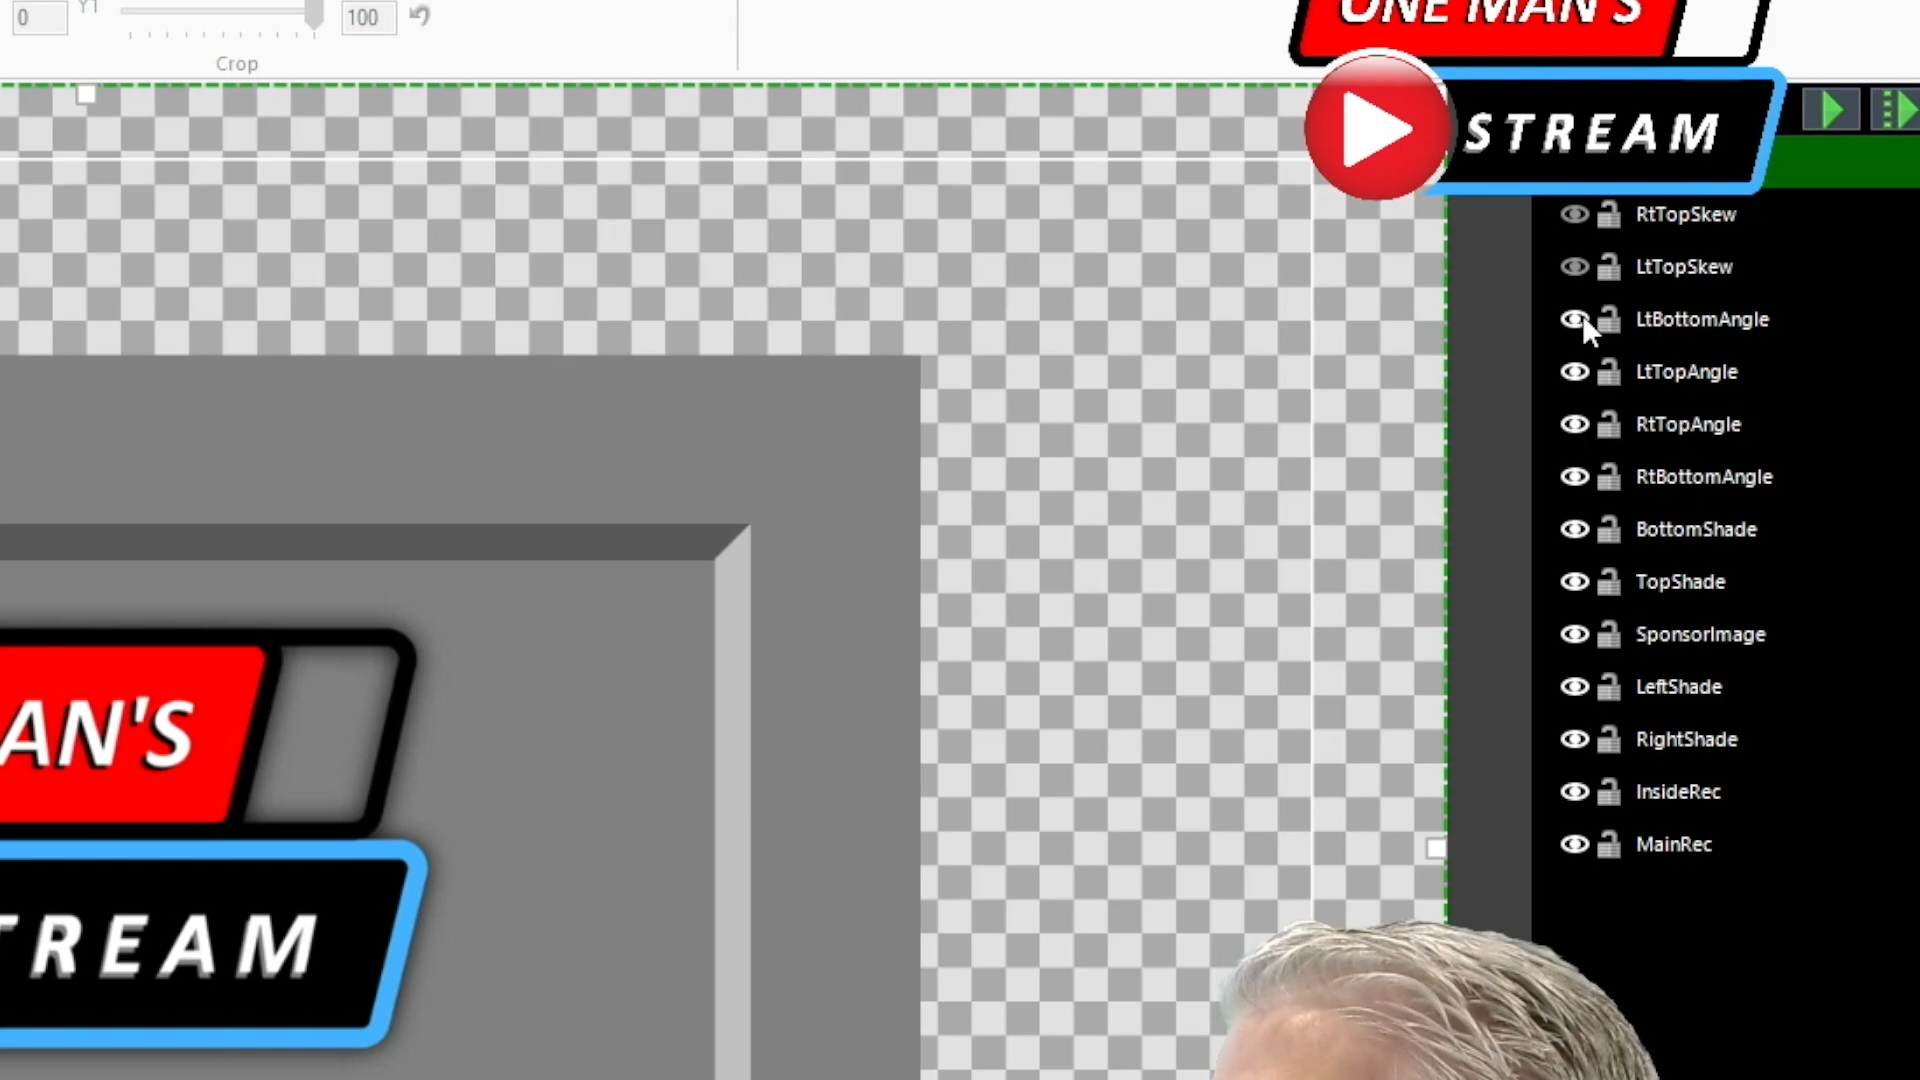 0
Y1
100
Crop
ONE MAN'S
STREAM
RtTopSkew
LtTopSkew
LtBottomAngle
LtTopAngle
RtTopAngle
RtBottomAngle
BottomShade
TopShade
SponsorImage
LeftShade
RightShade
InsideRec
MainRec
AN'S
TREAM